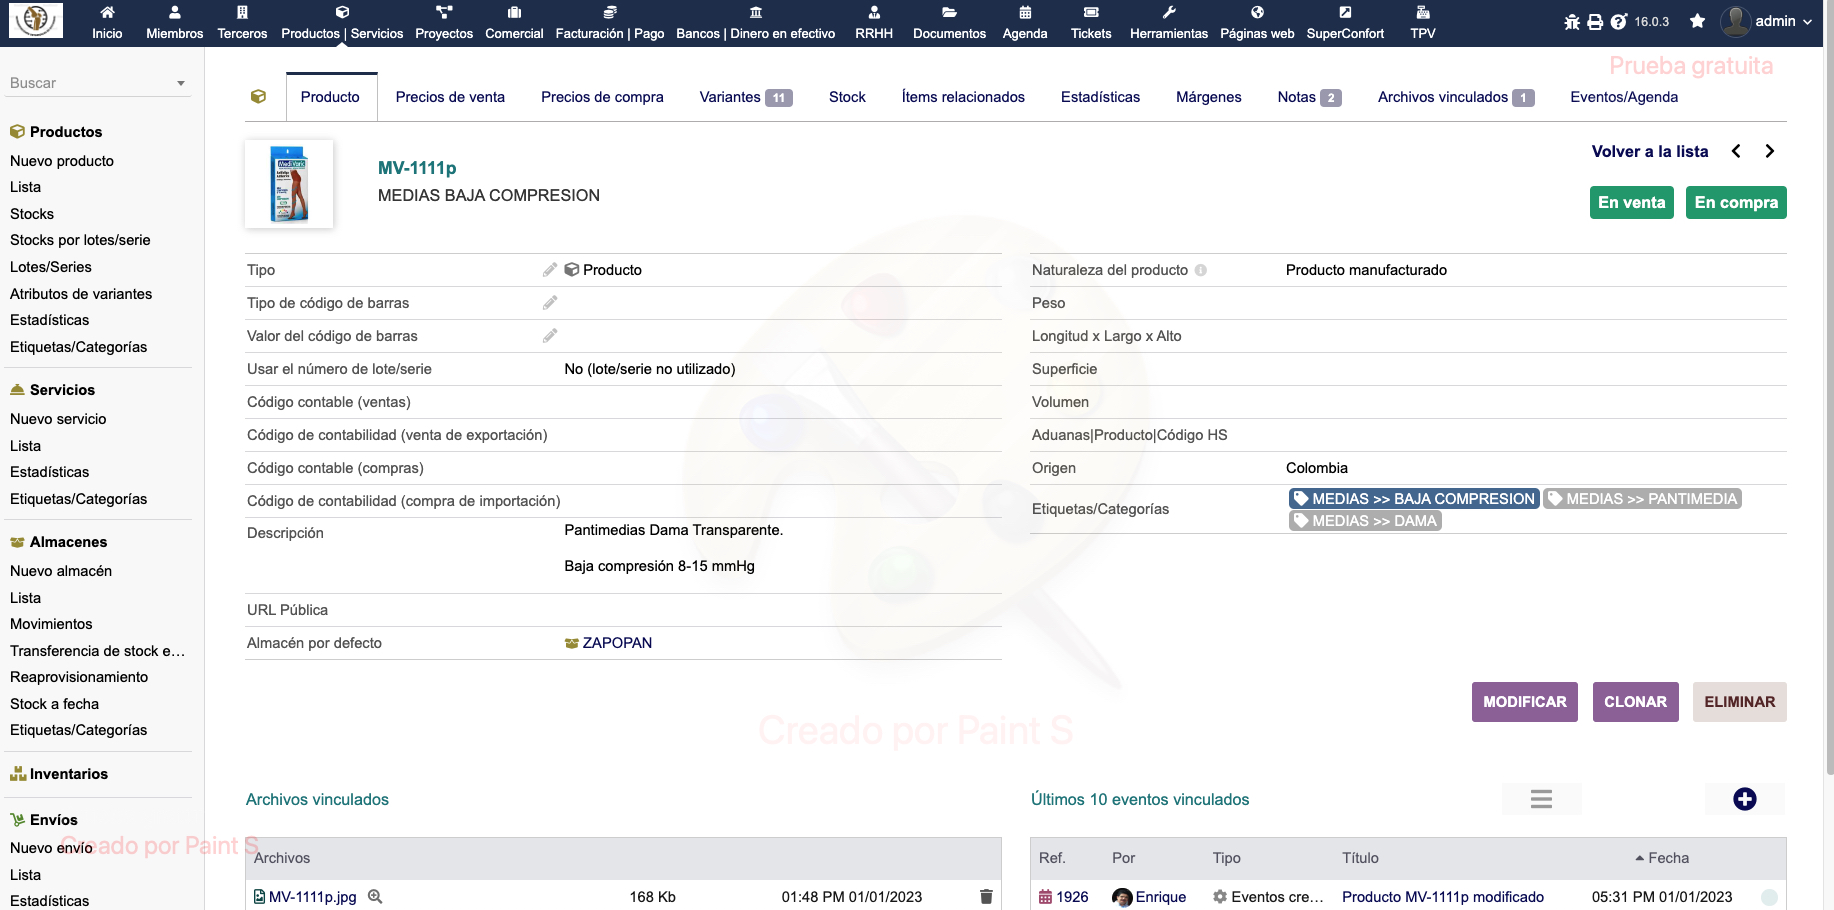 Inicio
Miembros
Terceros
Productos | Servicios
Proyectos
Comercial
Facturación | Pago
Bancos | Dinero en efectivo
RRHH
Documentos
Agenda
Tickets
Herramientas
Páginas web
SuperConfort
TPV
16.0.3
admin
Prueba gratuita
Buscar
Productos
Nuevo producto
Lista
Stocks
Stocks por lotes/serie
Lotes/Series
Atributos de variantes
Estadísticas
Etiquetas/Categorías
Servicios
Nuevo servicio
Lista
Estadísticas
Etiquetas/Categorías
Almacenes
Nuevo almacén
Lista
Movimientos
Transferencia de stock e...
Reaprovisionamiento
Stock a fecha
Etiquetas/Categorías
Inventarios
Envíos
Nuevo envío
Lista
Estadísticas
Creado por Paint S
Producto
Precios de venta
Precios de compra
Variantes 11
Stock
Ítems relacionados
Estadísticas
Márgenes
Notas 2
Archivos vinculados 1
Eventos/Agenda
MediVaric
MV-1111p
MEDIAS BAJA COMPRESION
Volver a la lista
En venta
En compra
Tipo Producto
Tipo de código de barras
Valor del código de barras
Usar el número de lote/serie No (lote/serie no utilizado)
Código contable (ventas)
Código de contabilidad (venta de exportación)
Código contable (compras)
Código de contabilidad (compra de importación)
Descripción Pantimedias Dama Transparente.
Baja compresión 8-15 mmHg
URL Pública
Almacén por defecto ZAPOPAN
Naturaleza del producto Producto manufacturado
Peso
Longitud x Largo x Alto
Superficie
Volumen
Aduanas|Producto|Código HS
Origen Colombia
Etiquetas/Categorías MEDIAS >> BAJA COMPRESION MEDIAS >> PANTIMEDIA
MEDIAS >> DAMA
MODIFICAR
CLONAR
ELIMINAR
Creado por Paint S
Archivos vinculados
Archivos
MV-1111p.jpg 168 Kb 01:48 PM 01/01/2023
Últimos 10 eventos vinculados
Ref. Por Tipo Título Fecha
1926 Enrique Eventos cre... Producto MV-1111p modificado 05:31 PM 01/01/2023